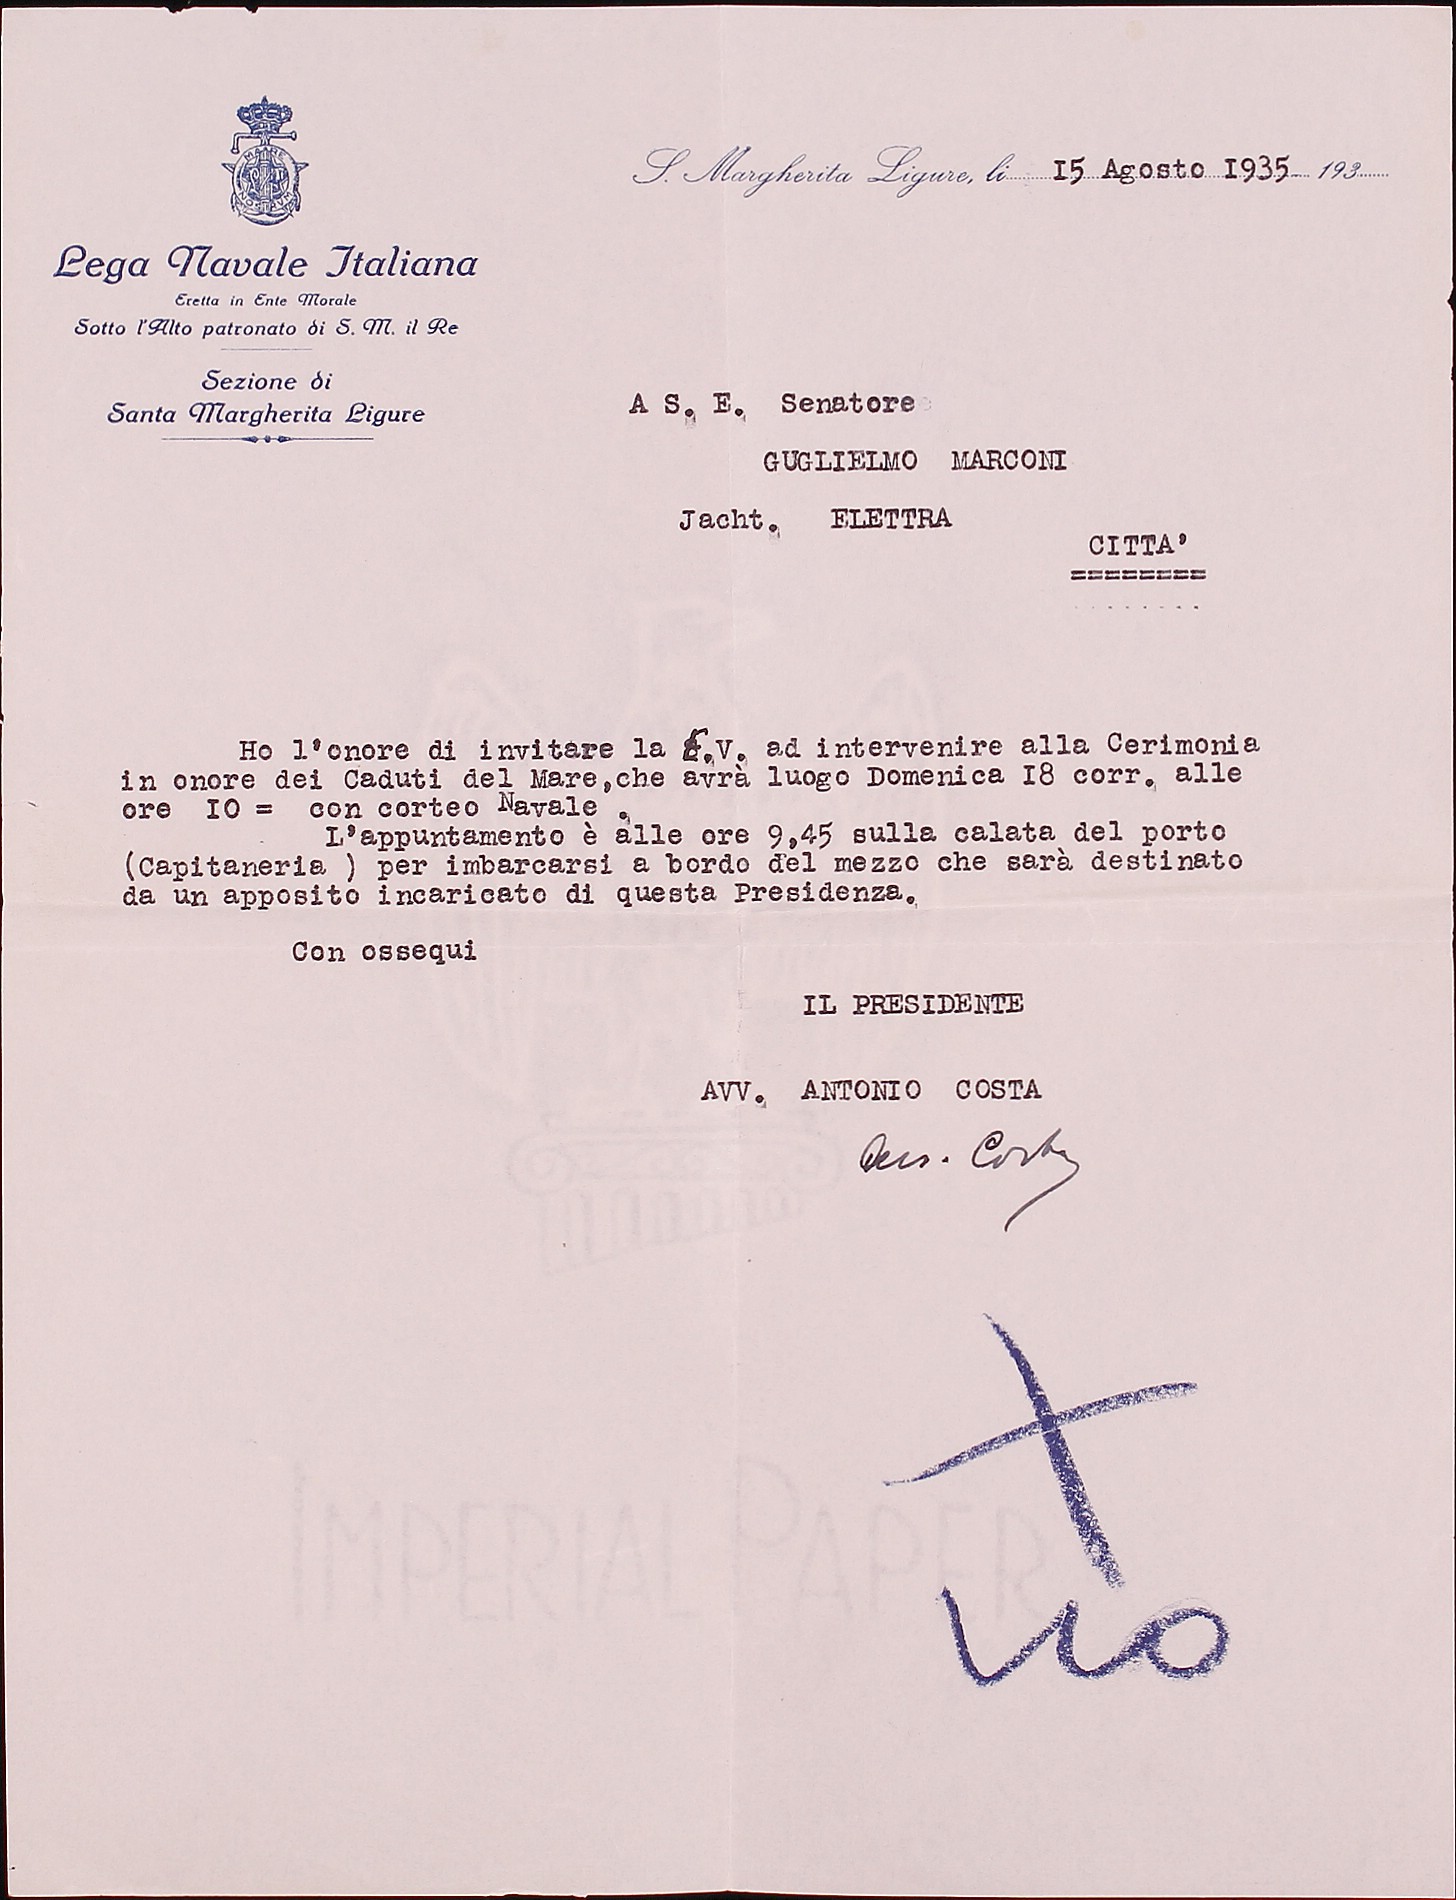 MARE NOSTRUM
Lega Navale Italiana
Eretta in Ente Morale
Sotto l'Alto patronato di S. M. il Re
Sezione di
Santa Margherita Ligure
S. Margherita Ligure, li 15 Agosto 1935 193
A S. E. Senatore
GUGLIELMO MARCONI
Jacht. ELETTRA
CITTA'
========
Ho l'onore di invitare la E.V. ad intervenire alla Cerimonia
in onore dei Caduti del Mare,che avrà luogo Domenica I8 corr. alle
ore IO = con corteo Navale .
L'appuntamento è alle ore 9,45 sulla calata del porto
(Capitaneria ) per imbarcarsi a bordo del mezzo che sarà destinato
da un apposito incaricato di questa Presidenza.
Con ossequi
IL PRESIDENTE
AVV. ANTONIO COSTA
Costa
IMPERIAL PAPER